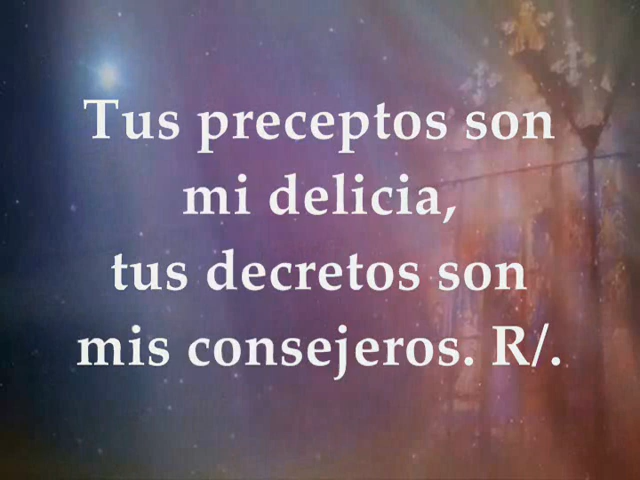 Tus preceptos son
mi delicia,
tus decretos son
mis consejeros. R/.